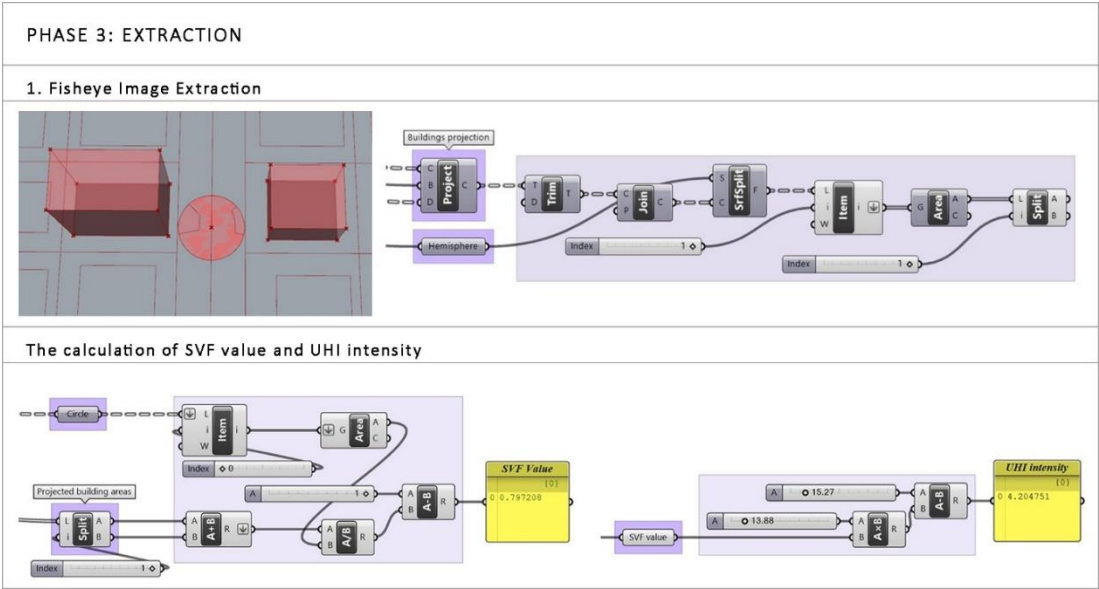 PHASE 3: EXTRACTION
1. Fisheye Image Extraction
Buildings projection
C
B
D
Project
C
T
D
Trim
T
C
P
Join
C
S
C
SrfSplit
F
L
i
W
Item
i
G
Area
A
C
L
i
Split
A
B
Hemisphere
Index 1
Index 1
The calculation of SVF value and UHI intensity
Circle
L
i
W
Item
i
G
Area
A
C
Index 0
Projected building areas
L
i
Split
A
B
A
B
A+B
R
A
B
A/B
R
A 1
A
B
A-B
R
Index 1
SVF Value
{0}
0 0.797208
A 15.27
A 13.88
SVF value
A
B
A×B
R
A
B
A-B
R
UHI intensity
{0}
0 4.204751